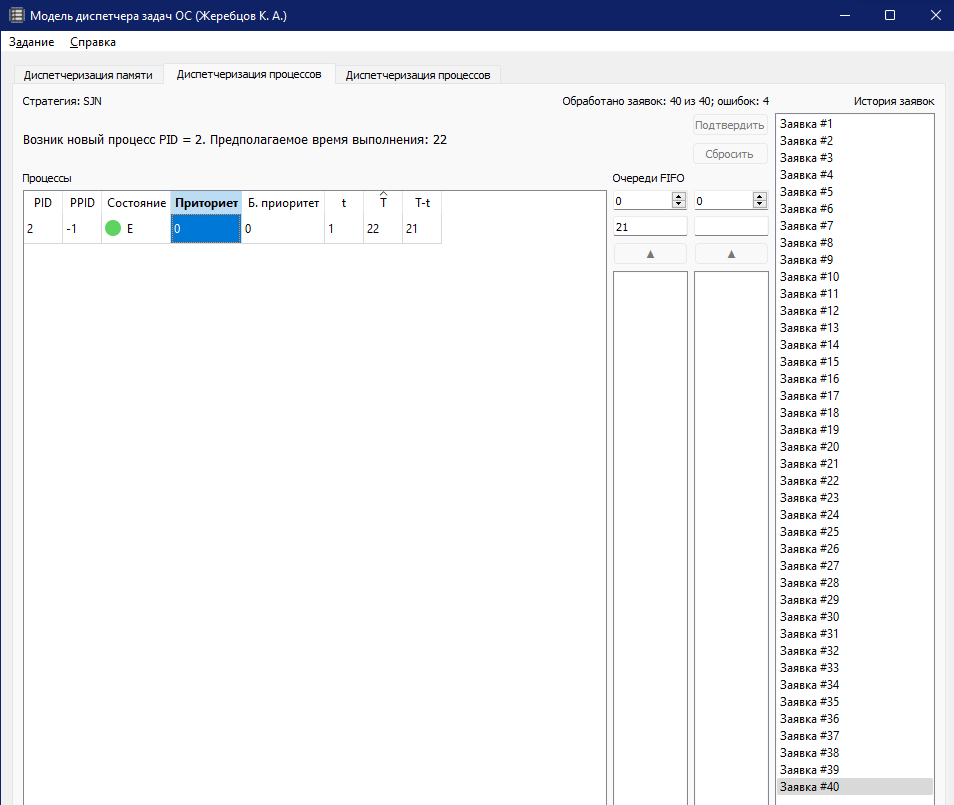 Модель диспетчера задач ОС (Жеребцов К. А.)
Задание Справка
Диспетчеризация памяти Диспетчеризация процессов Диспетчеризация процессов
Стратегия: SJN Обработано заявок: 40 из 40; ошибок: 4 История заявок
Возник новый процесс PID = 2. Предполагаемое время выполнения: 22
Подтвердить
Сбросить
Процессы
PID PPID Состояние Приториет Б. приоритет t T T-t
2 -1 E 0 0 1 22 21
Очереди FIFO
0 0
21
▲ ▲
Заявка #1
Заявка #2
Заявка #3
Заявка #4
Заявка #5
Заявка #6
Заявка #7
Заявка #8
Заявка #9
Заявка #10
Заявка #11
Заявка #12
Заявка #13
Заявка #14
Заявка #15
Заявка #16
Заявка #17
Заявка #18
Заявка #19
Заявка #20
Заявка #21
Заявка #22
Заявка #23
Заявка #24
Заявка #25
Заявка #26
Заявка #27
Заявка #28
Заявка #29
Заявка #30
Заявка #31
Заявка #32
Заявка #33
Заявка #34
Заявка #35
Заявка #36
Заявка #37
Заявка #38
Заявка #39
Заявка #40